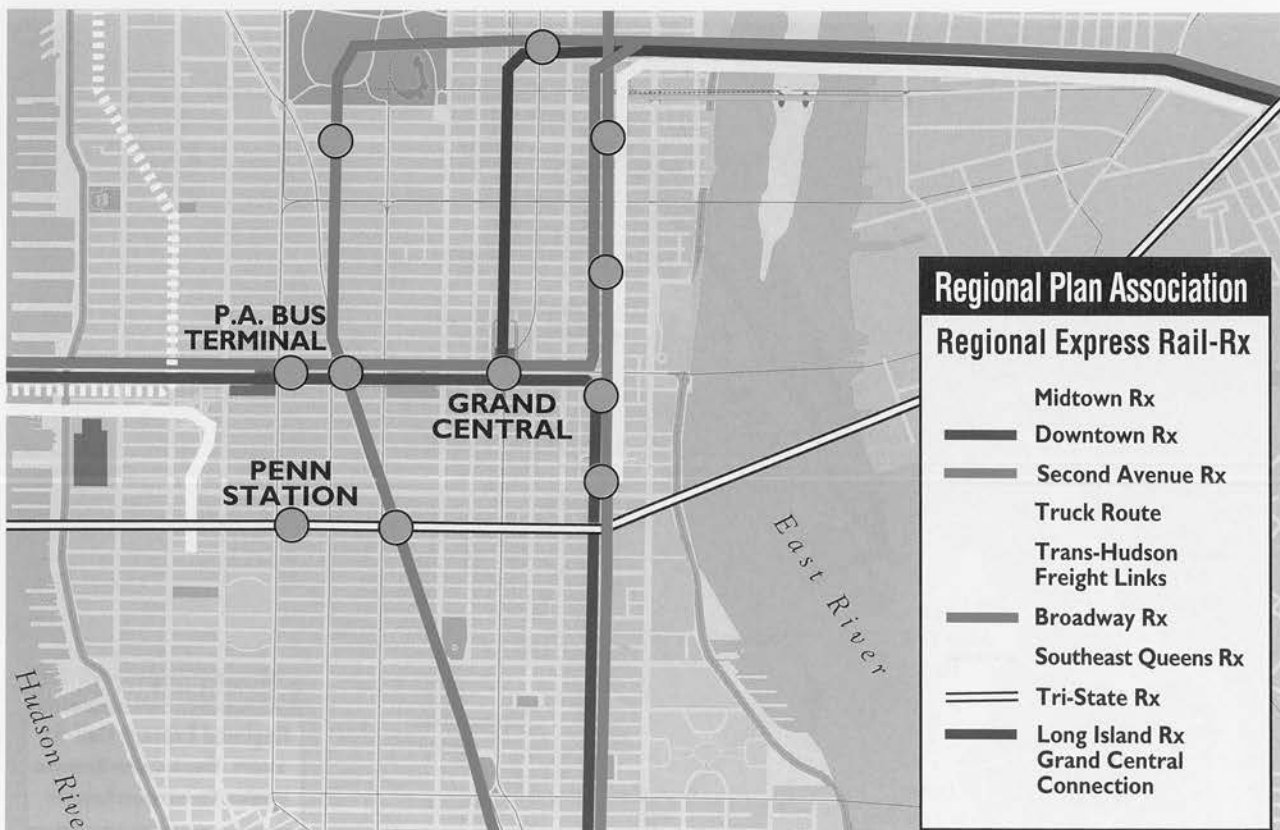 P.A. BUS
TERMINAL
GRAND
CENTRAL
PENN
STATION
East River
Hudson Rive
Regional Plan Association
Regional Express Rail-Rx
Midtown Rx
Downtown Rx
Second Avenue Rx
Truck Route
Trans-Hudson
Freight Links
Broadway Rx
Southeast Queens Rx
Tri-State Rx
Long Island Rx
Grand Central
Connection